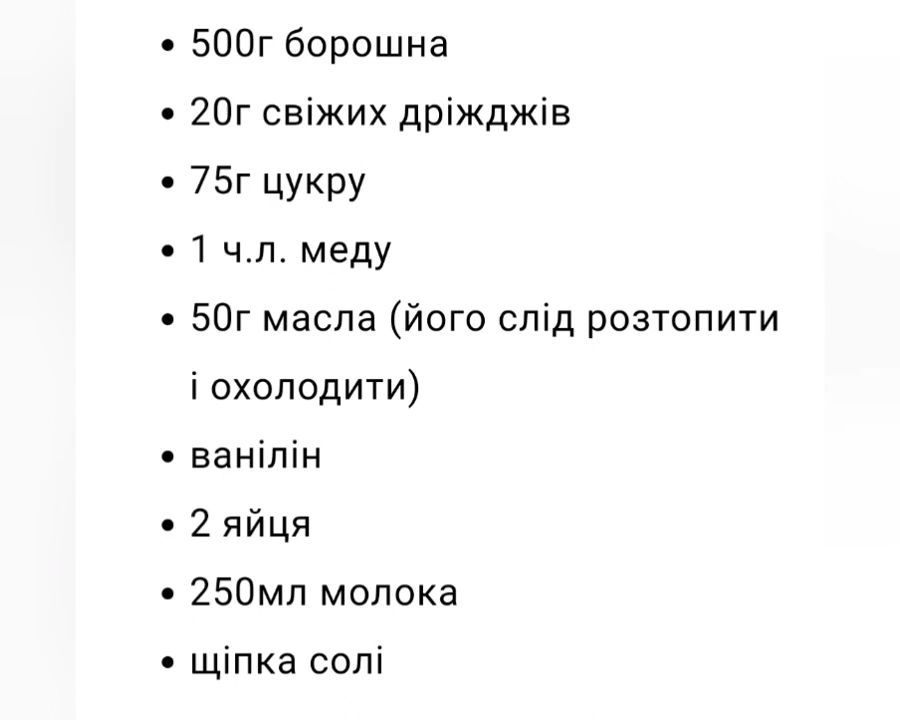 • 500г борошна
• 20г свіжих дріжджів
• 75г цукру
• 1 ч.л. меду
• 50г масла (його слід розтопити
і охолодити)
• ванілін
• 2 яйця
• 250мл молока
• щіпка солі